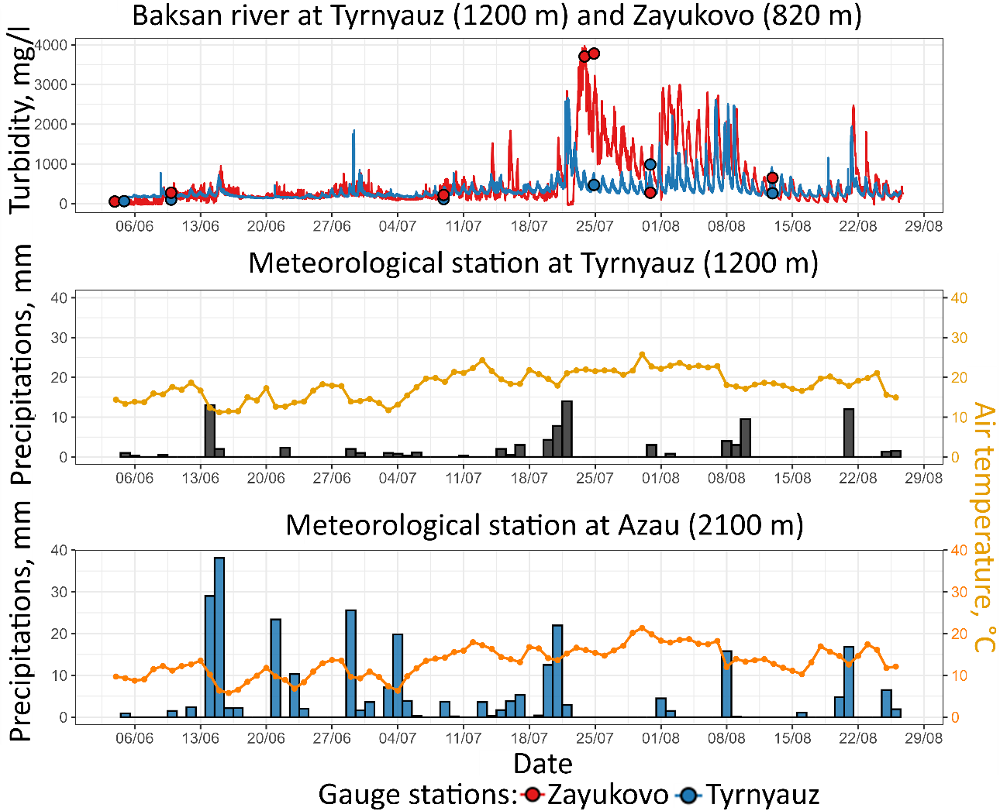 Baksan river at Tyrnyauz (1200 m) and Zayukovo (820 m)
Turbidity, mg/l
4000
3000
2000
1000
0
06/06 13/06 20/06 27/06 04/07 11/07 18/07 25/07 01/08 08/08 15/08 22/08 29/08
Meteorological station at Tyrnyauz (1200 m)
Precipitations, mm
40 40
30 30
20 20
10 10
0 0
06/06 13/06 20/06 27/06 04/07 11/07 18/07 25/07 01/08 08/08 15/08 22/08 29/08
Air temperature, °C
Meteorological station at Azau (2100 m)
Precipitations, mm
40 40
30 30
20 20
10 10
0 0
06/06 13/06 20/06 27/06 04/07 11/07 18/07 25/07 01/08 08/08 15/08 22/08 29/08
Date
Gauge stations: Zayukovo Tyrnyauz